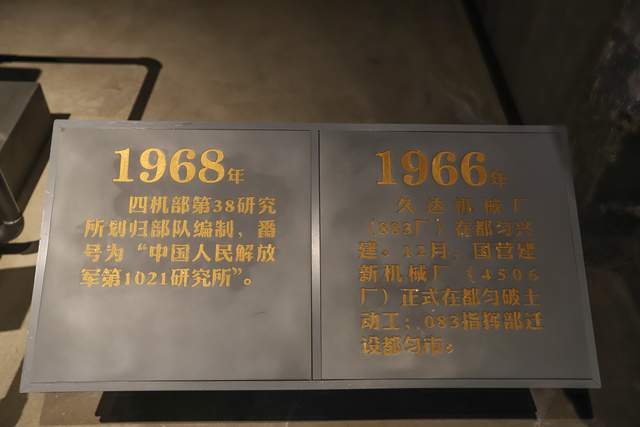 1968年
四机部第38研究
所划归部队编制，番
号为“中国人民解放
军第1021研究所”。
1966年
久达机械厂
（883厂）在都匀兴
建。12月，国营建
新机械厂（4506
厂）正式在都匀破土
动工；083指挥部迁
设都匀市。